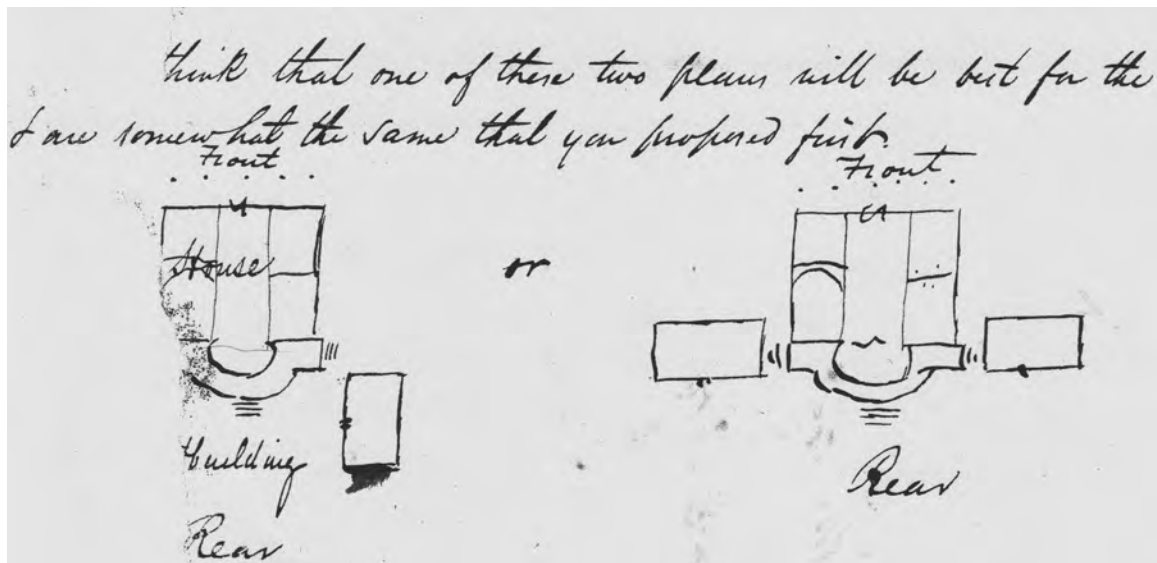 think that one of these two plans will be best for the
& are somewhat the same that you proposed first.
Front
Front
House
or
building
Rear
Rear